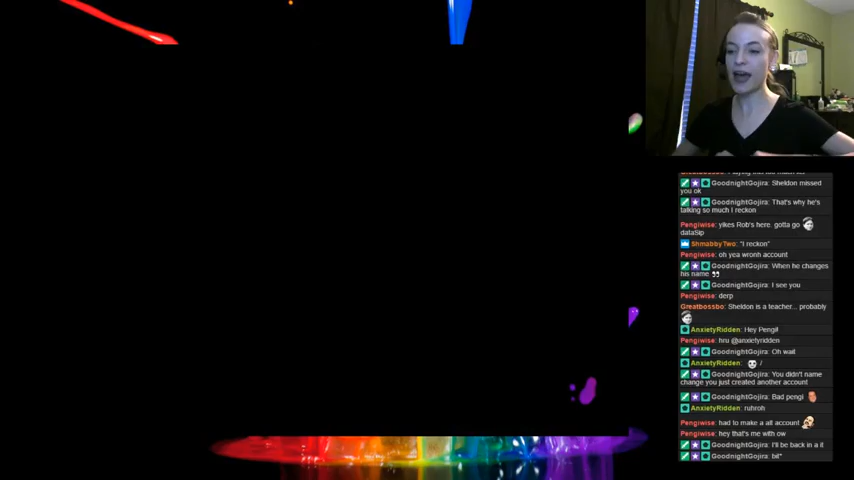 GoodnightGojira: Sheldon missed
you ok
GoodnightGojira: That's why he's
talking so much I reckon
Pengiwise: yikes Rob's here. gotta go
dataSip
ShmabbyTwo: "I reckon"
Pengiwise: oh yea wronh account
GoodnightGojira: When he changes
his name
GoodnightGojira: I see you
Pengiwise: derp
Greatbossbo: Sheldon is a teacher... probably
AnxietyRidden: Hey Pengi!
Pengiwise: hru @anxietyridden
GoodnightGojira: Oh wait
AnxietyRidden: /
GoodnightGojira: You didn't name
change you just created another account
GoodnightGojira: Bad pengi
AnxietyRidden: ruhroh
Pengiwise: had to make a alt account
Pengiwise: hey that's me with ow
GoodnightGojira: I'll be back in a it
GoodnightGojira: bit*